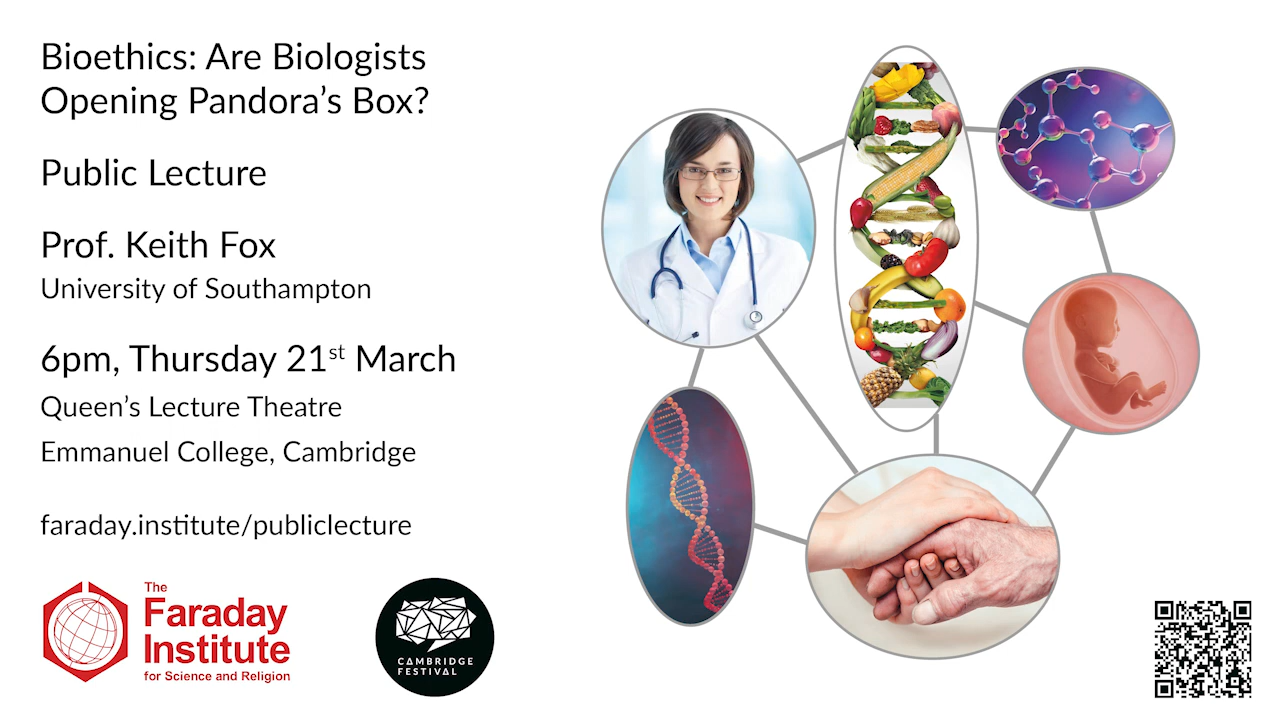 Bioethics: Are Biologists
Opening Pandora’s Box?
Public Lecture
Prof. Keith Fox
University of Southampton
6pm, Thursday 21st March
Queen’s Lecture Theatre
Emmanuel College, Cambridge
faraday.institute/publiclecture
The
Faraday
Institute
for Science and Religion
CAMBRIDGE
FESTIVAL